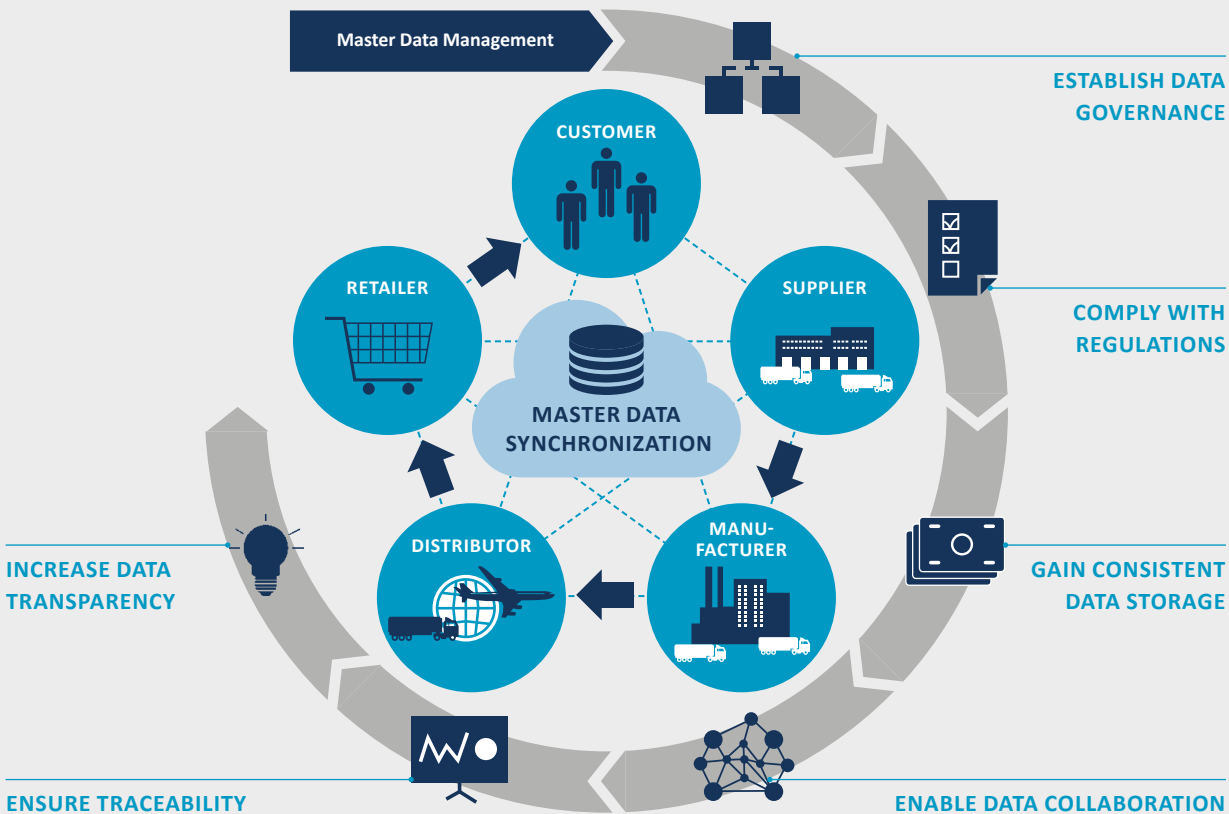 Master Data Management
ESTABLISH DATA
GOVERNANCE
CUSTOMER
RETAILER
SUPPLIER
COMPLY WITH
REGULATIONS
MASTER DATA
SYNCHRONIZATION
DISTRIBUTOR
MANU-
FACTURER
INCREASE DATA
TRANSPARENCY
GAIN CONSISTENT
DATA STORAGE
ENSURE TRACEABILITY
ENABLE DATA COLLABORATION